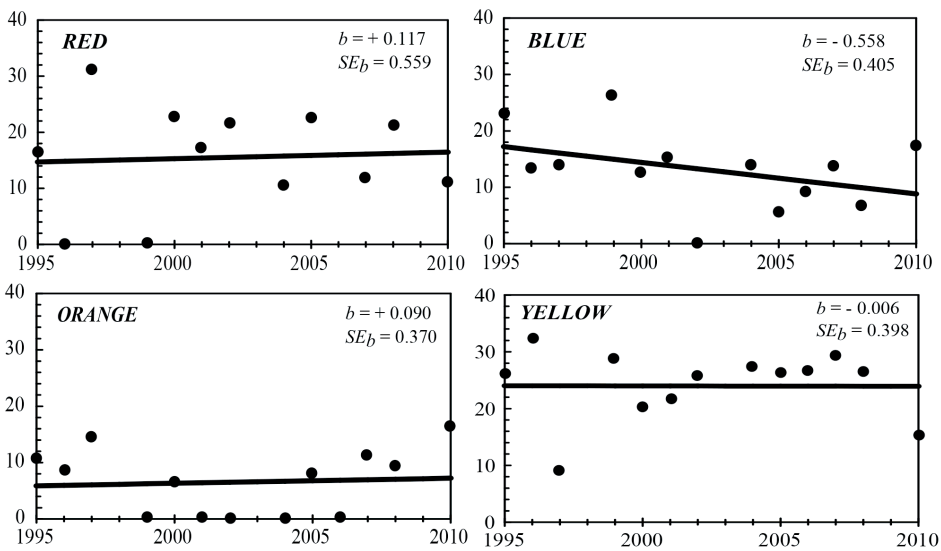 40
RED
b = + 0.117
SEb = 0.559
30
20
10
0
1995 2000 2005 2010
40
BLUE
b = - 0.558
SEb = 0.405
30
20
10
0
1995 2000 2005 2010
40
ORANGE
b = + 0.090
SEb = 0.370
30
20
10
0
1995 2000 2005 2010
40
YELLOW
b = - 0.006
SEb = 0.398
30
20
10
0
1995 2000 2005 2010